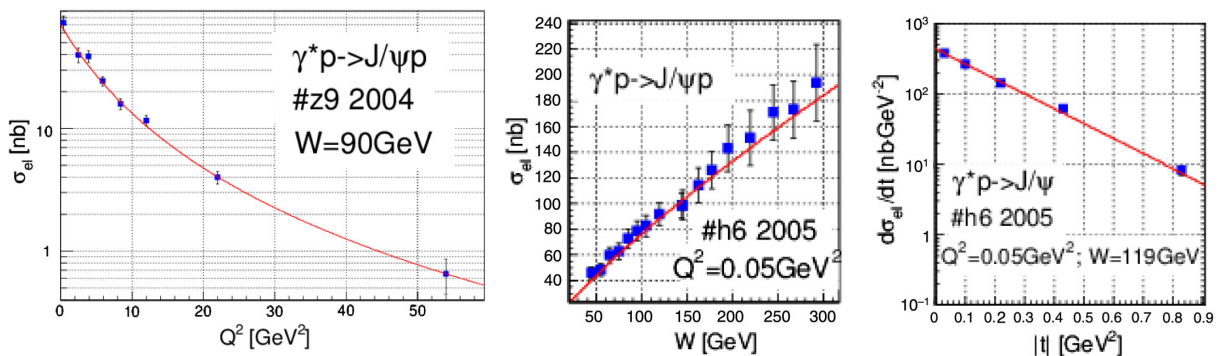 σel [nb]
10
1
γ*p->J/ψp
#z9 2004
W=90GeV
0 10 20 30 40 50
Q² [GeV²]
σel [nb]
240
220
200
180
160
140
120
100
80
60
40
γ*p->J/ψp
#h6 2005
Q²=0.05GeV²
50 100 150 200 250 300
W [GeV]
dσel/dt [nb·GeV⁻²]
10³
10²
10¹
10⁻¹
γ*p->J/ψ
#h6 2005
Q²=0.05GeV²; W=119GeV
0 0.1 0.2 0.3 0.4 0.5 0.6 0.7 0.8 0.9
|t| [GeV²]